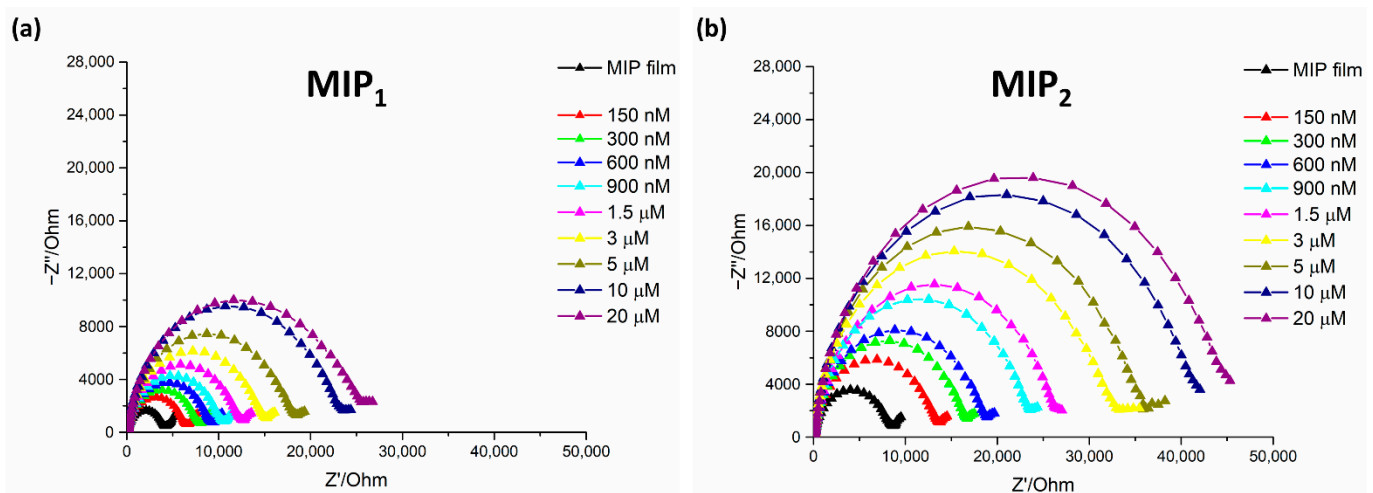 (a)
MIP₁
28,000
24,000
20,000
16,000
12,000
8000
4000
0
−Z''/Ohm
0
10,000
20,000
30,000
40,000
50,000
Z'/Ohm
MIP film
150 nM
300 nM
600 nM
900 nM
1.5 μM
3 μM
5 μM
10 μM
20 μM
(b)
MIP₂
28,000
24,000
20,000
16,000
12,000
8000
4000
0
−Z''/Ohm
0
10,000
20,000
30,000
40,000
50,000
Z'/Ohm
MIP film
150 nM
300 nM
600 nM
900 nM
1.5 μM
3 μM
5 μM
10 μM
20 μM